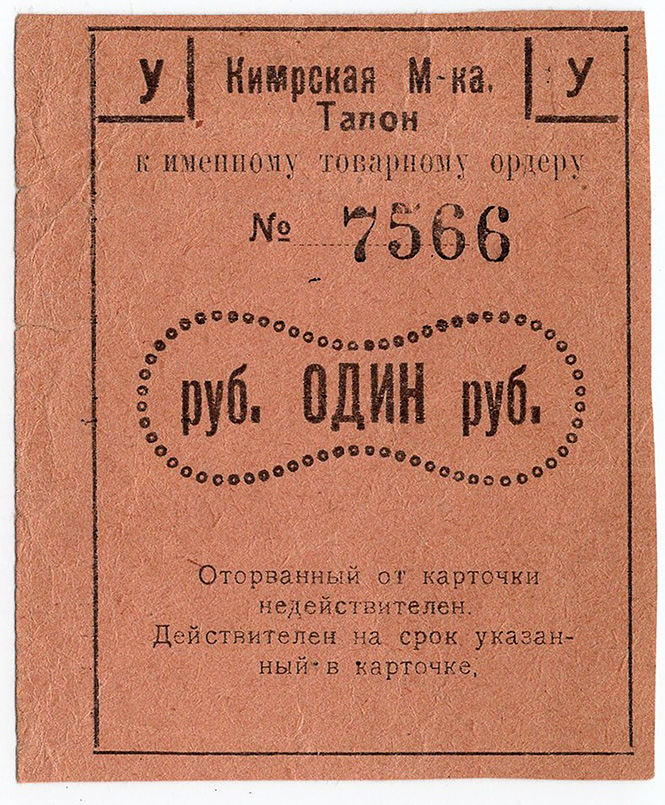 У Кимрская М-ка. У
Талон
к именному товарному ордеру
№ 7566
руб. ОДИН руб.
Оторванный от карточки
недействителен.
Действителен на срок указан-
ный в карточке,